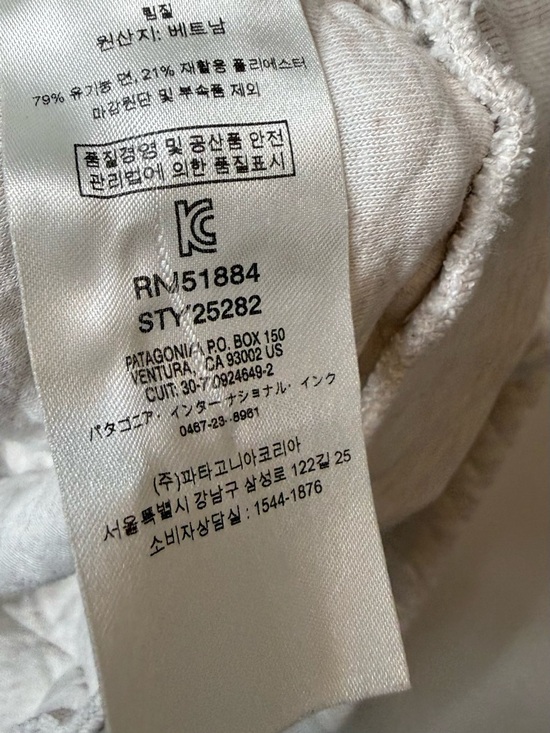 원산지: 베트남
79% 유기농 면, 21% 재활용 폴리에스터
마감원단 및 부속품 제외
품질경영 및 공산품 안전
관리법에 의한 품질표시
RN51884
STY 25282
PATAGONIA, P.O. BOX 150
VENTURA, CA 93002 US
CUIT: 30-70924649-2
パタゴニア・インターナショナル・インク
0467-23-8961
(주)파타고니아코리아
서울특별시 강남구 삼성로 122길 25
소비자상담실 : 1544-1876